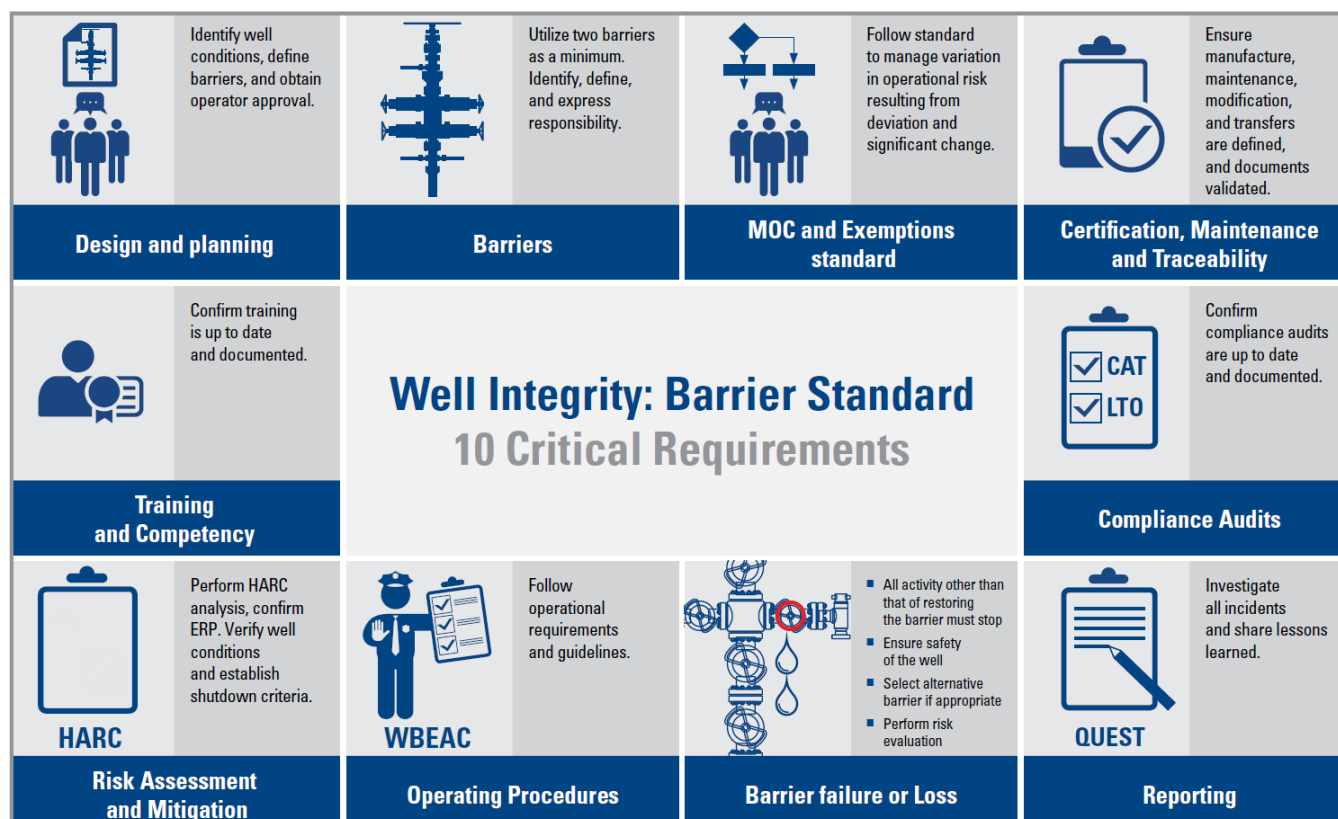 Identify well
conditions, define
barriers, and obtain
operator approval.
Design and planning
Utilize two barriers
as a minimum.
Identify, define,
and express
responsibility.
Barriers
Follow standard
to manage variation
in operational risk
resulting from
deviation and
significant change.
MOC and Exemptions
standard
Ensure
manufacture,
maintenance,
modification,
and transfers
are defined,
and documents
validated.
Certification, Maintenance
and Traceability
Confirm training
is up to date
and documented.
Training
and Competency
Well Integrity: Barrier Standard
10 Critical Requirements
CAT
LTO
Confirm
compliance audits
are up to date
and documented.
Compliance Audits
HARC
Perform HARC
analysis, confirm
ERP. Verify well
conditions
and establish
shutdown criteria.
Risk Assessment
and Mitigation
WBEAC
Follow
operational
requirements
and guidelines.
Operating Procedures
■ All activity other than
that of restoring
the barrier must stop
■ Ensure safety
of the well
■ Select alternative
barrier if appropriate
■ Perform risk
evaluation
Barrier failure or Loss
QUEST
Investigate
all incidents
and share lessons
learned.
Reporting